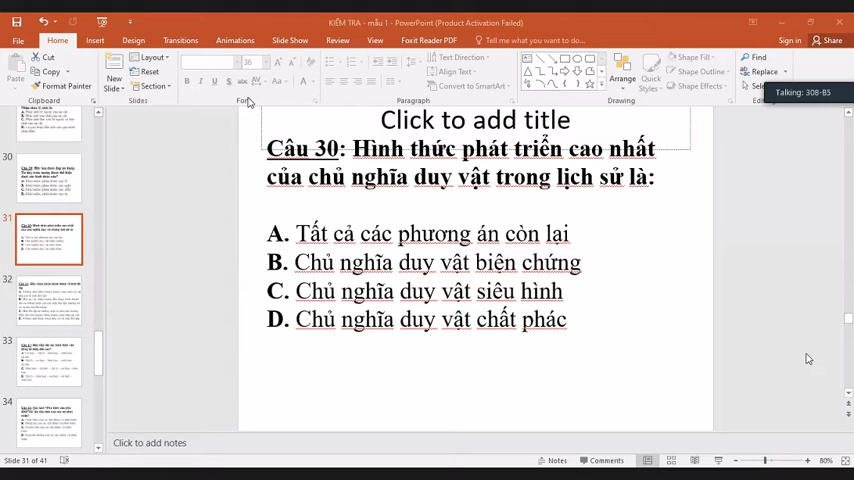 KIỂM TRA - mẫu 1 - PowerPoint (Product Activation Failed)
File Home Insert Design Transitions Animations Slide Show Review View Foxit Reader PDF Tell me what you want to do... Sign in Share
Cut
Copy
Format Painter
Paste
Clipboard
New Slide
Layout
Reset
Section
Slides
36
Font
Text Direction
Align Text
Convert to SmartArt
Paragraph
Arrange
Quick Styles
Shape Fill
Shape Outline
Shape Effects
Drawing
Find
Replace
Talking: 308-B5
Click to add title
Câu 30: Hình thức phát triển cao nhất
của chủ nghĩa duy vật trong lịch sử là:
A. Tất cả các phương án còn lại
B. Chủ nghĩa duy vật biện chứng
C. Chủ nghĩa duy vật siêu hình
D. Chủ nghĩa duy vật chất phác
30
31
32
33
34
Click to add notes
Slide 31 of 41
Notes
Comments
80%